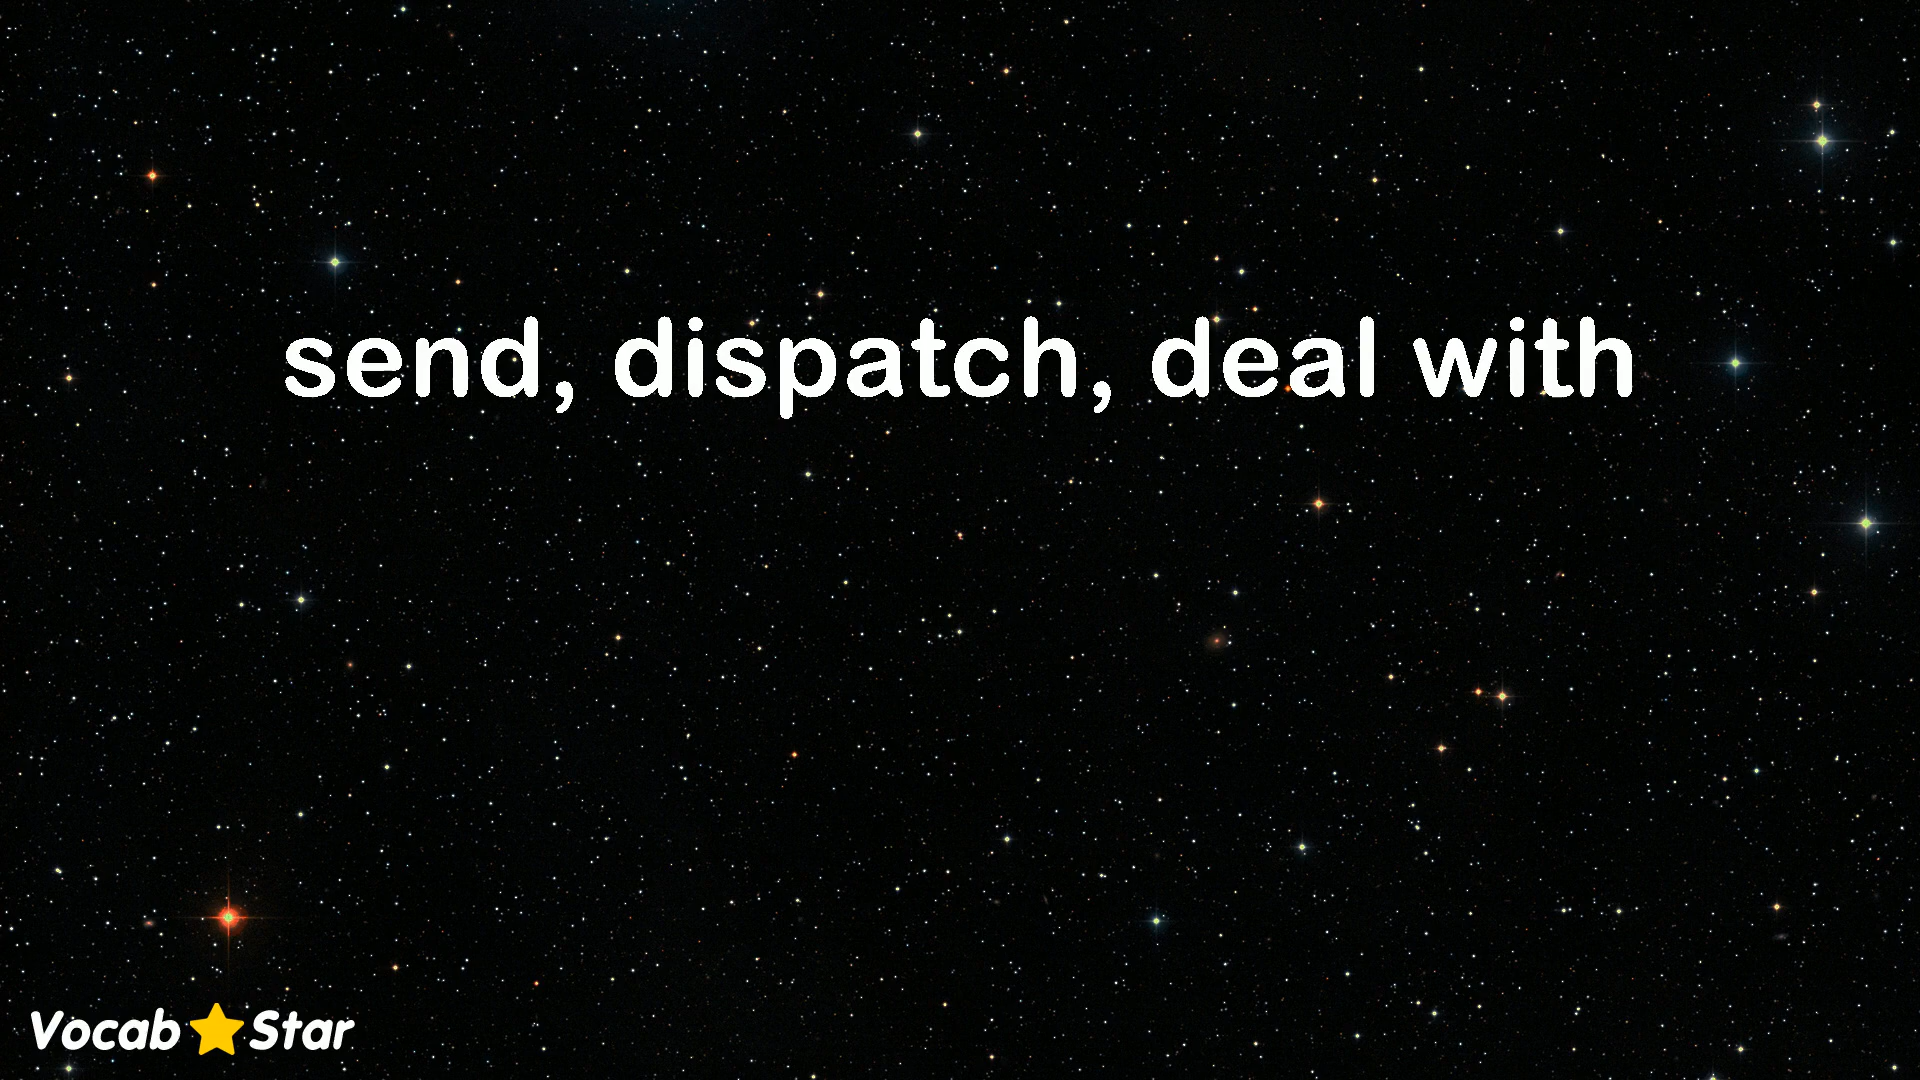 send, dispatch, deal with
Vocab Star